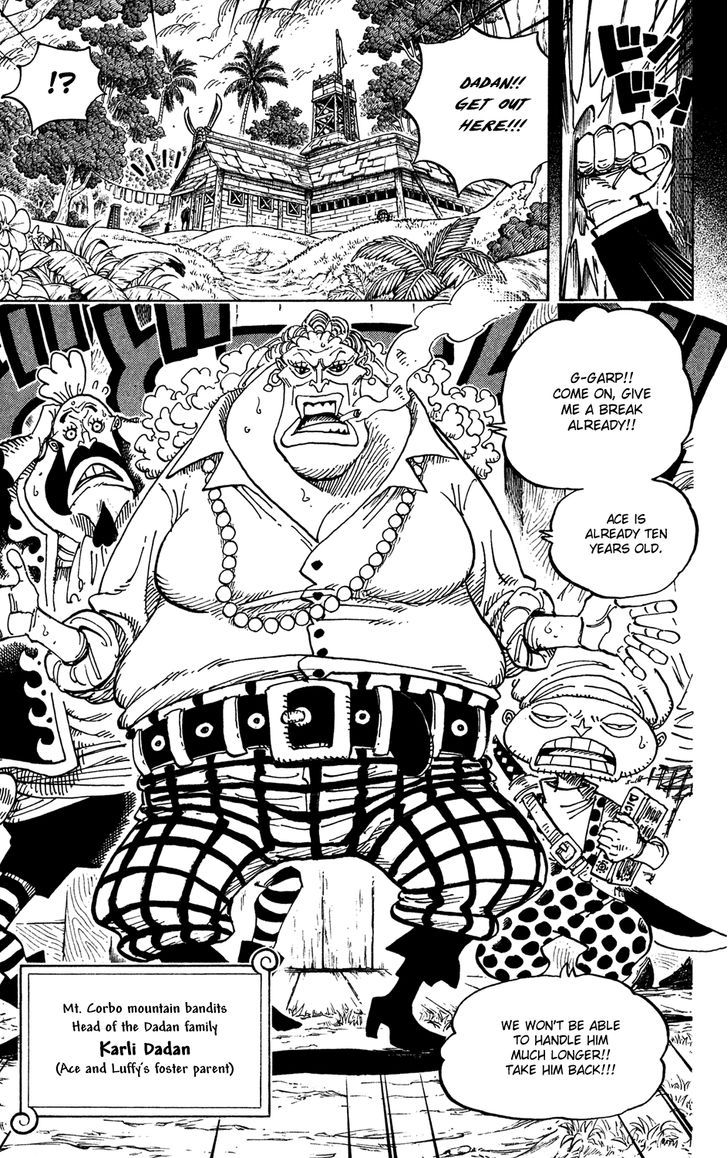 ドン
ドン!
DADAN!!
GET OUT
HERE!!!
!?
G-GARP!!
COME ON, GIVE
ME A BREAK
ALREADY!!
ACE IS
ALREADY TEN
YEARS OLD.
WE WON'T BE ABLE
TO HANDLE HIM
MUCH LONGER!!
TAKE HIM BACK!!!
Mt. Corbo mountain bandits
Head of the Dadan family
Karli Dadan
(Ace and Luffy's foster parent)